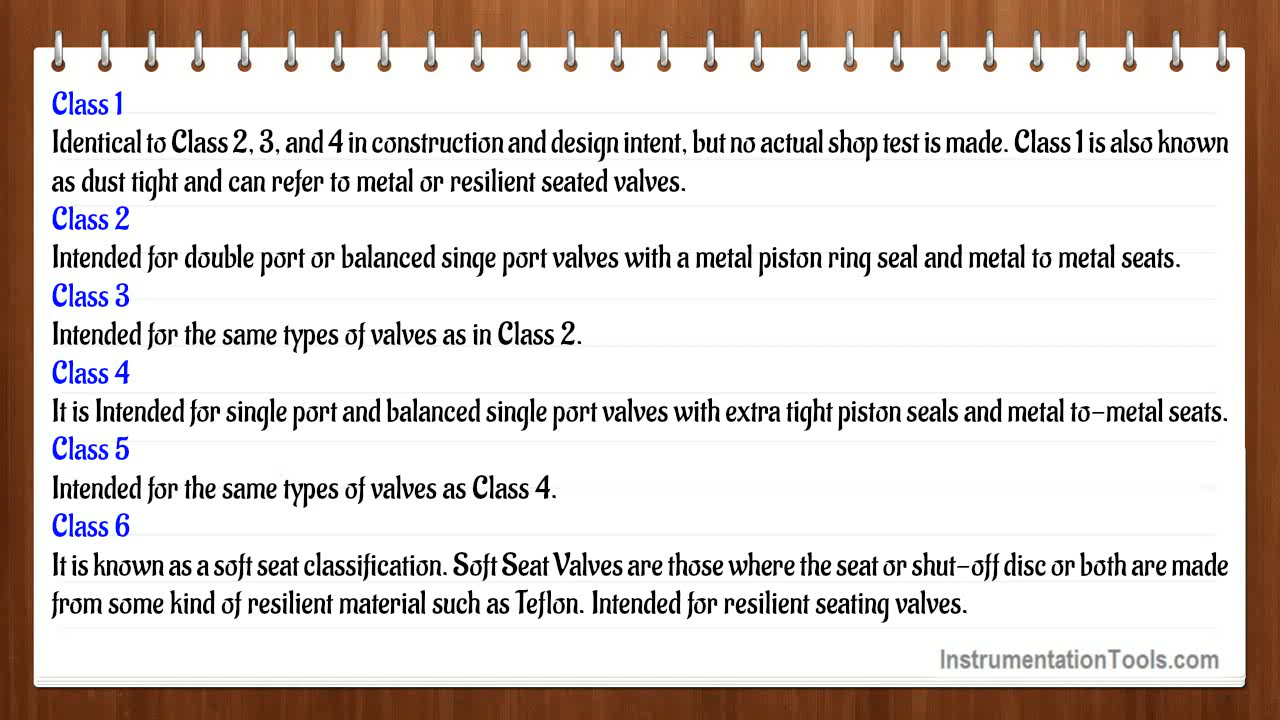 Class 1
Identical to Class 2, 3, and 4 in construction and design intent, but no actual shop test is made. Class 1 is also known
as dust tight and can refer to metal or resilient seated valves.
Class 2
Intended for double port or balanced singe port valves with a metal piston ring seal and metal to metal seats.
Class 3
Intended for the same types of valves as in Class 2.
Class 4
It is Intended for single port and balanced single port valves with extra tight piston seals and metal to-metal seats.
Class 5
Intended for the same types of valves as Class 4.
Class 6
It is known as a soft seat classification. Soft Seat Valves are those where the seat or shut-off disc or both are made
from some kind of resilient material such as Teflon. Intended for resilient seating valves.
InstrumentationTools.com